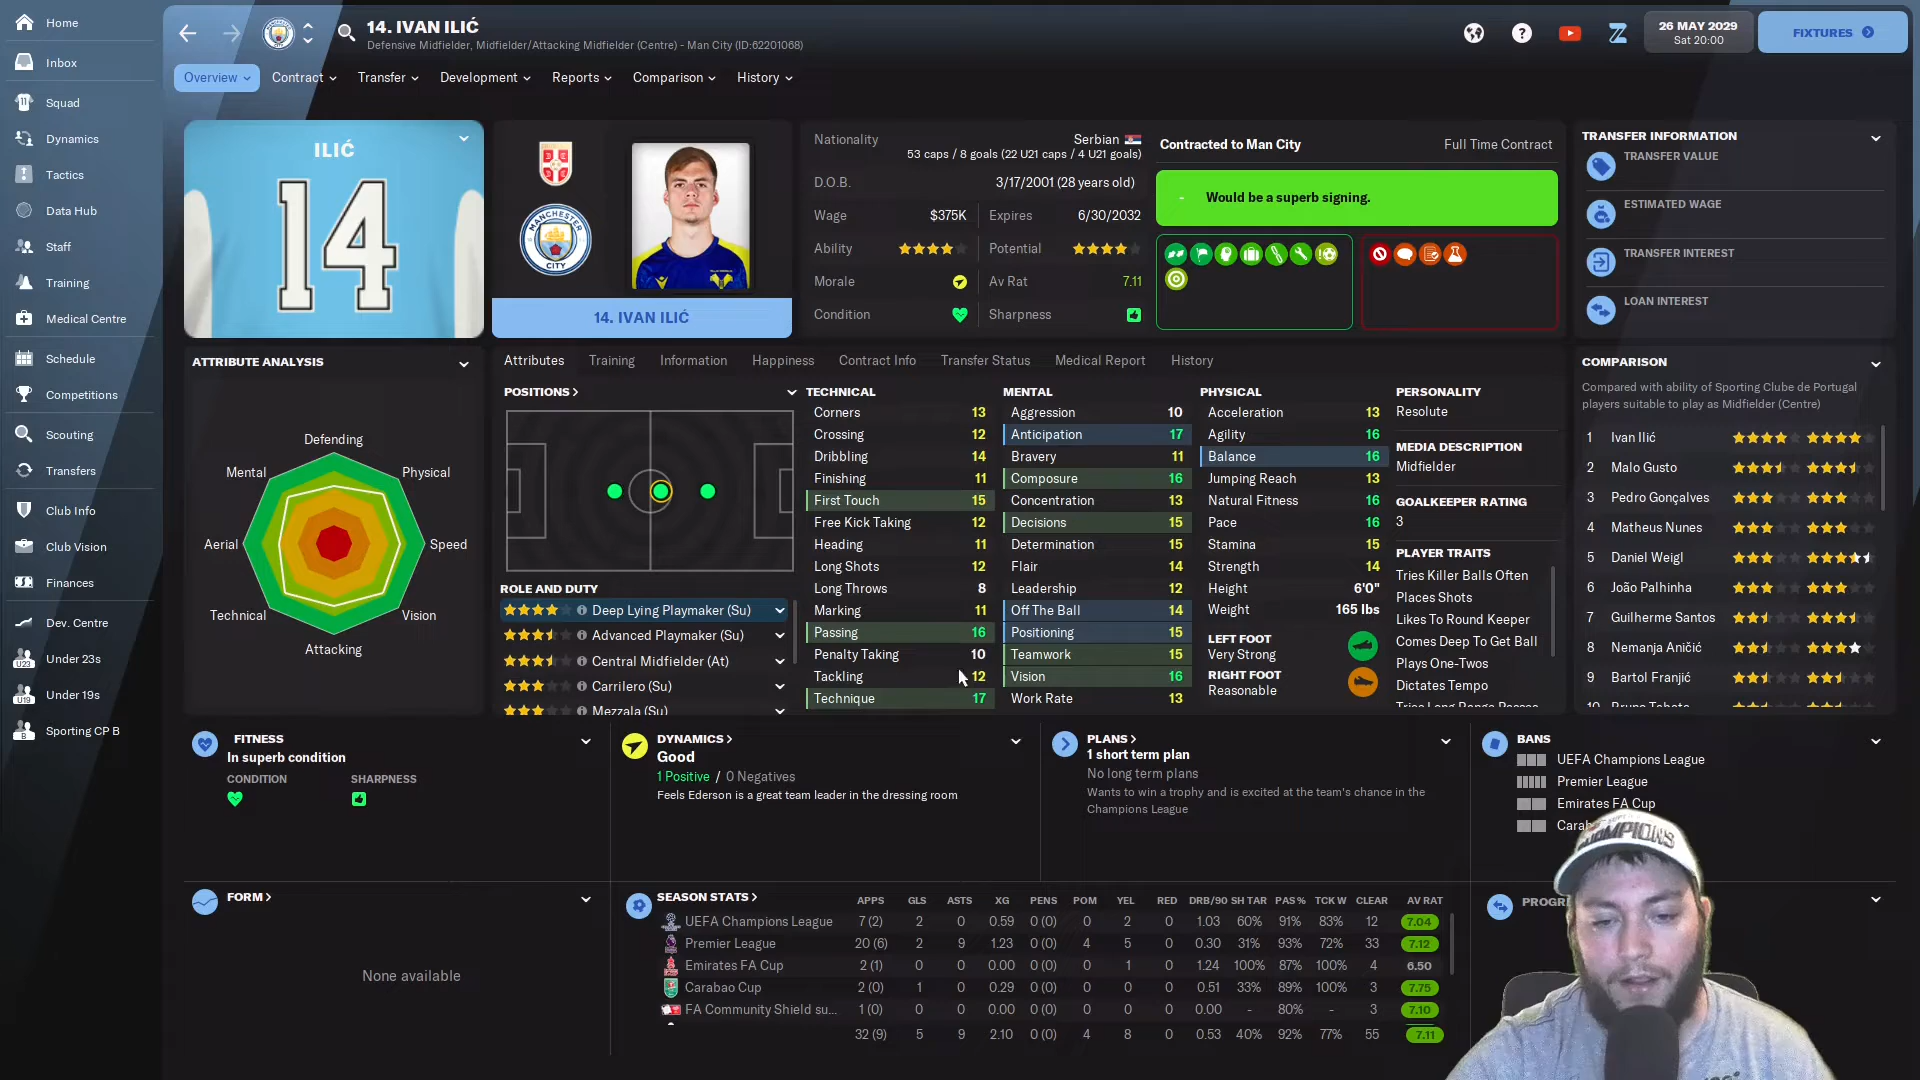 Home
Inbox
Squad
Dynamics
Tactics
Data Hub
Staff
Training
Medical Centre
Schedule
Competitions
Scouting
Transfers
Club Info
Club Vision
Finances
Dev. Centre
Under 23s
Under 19s
Sporting CP B
14. IVAN ILIĆ
Defensive Midfielder, Midfielder/Attacking Midfielder (Centre) - Man City (ID:62201068)
26 MAY 2029
Sat 20:00
FIXTURES
Overview Contract Transfer Development Reports Comparison History
ILIĆ
14
MANCHESTER
CITY
14. IVAN ILIĆ
Nationality Serbian
53 caps / 8 goals (22 U21 caps / 4 U21 goals)
D.O.B. 3/17/2001 (28 years old)
Wage $375K Expires 6/30/2032
Ability Potential
Morale Av Rat 7.11
Condition Sharpness
Contracted to Man City Full Time Contract
- Would be a superb signing.
TRANSFER INFORMATION
TRANSFER VALUE
ESTIMATED WAGE
TRANSFER INTEREST
LOAN INTEREST
ATTRIBUTE ANALYSIS
Defending
Physical
Speed
Vision
Attacking
Technical
Aerial
Mental
Attributes Training Information Happiness Contract Info Transfer Status Medical Report History
POSITIONS >
ROLE AND DUTY
Deep Lying Playmaker (Su)
Advanced Playmaker (Su)
Central Midfielder (At)
Carrilero (Su)
Mezzala (Su)
TECHNICAL
Corners 13
Crossing 12
Dribbling 14
Finishing 11
First Touch 15
Free Kick Taking 12
Heading 11
Long Shots 12
Long Throws 8
Marking 11
Passing 16
Penalty Taking 10
Tackling 12
Technique 17
MENTAL
Aggression 10
Anticipation 17
Bravery 11
Composure 16
Concentration 13
Decisions 15
Determination 15
Flair 14
Leadership 12
Off The Ball 14
Positioning 15
Teamwork 15
Vision 16
Work Rate 13
PHYSICAL
Acceleration 13
Agility 16
Balance 16
Jumping Reach 13
Natural Fitness 16
Pace 16
Stamina 15
Strength 14
Height 6'0"
Weight 165 lbs
LEFT FOOT
Very Strong
RIGHT FOOT
Reasonable
PERSONALITY
Resolute
MEDIA DESCRIPTION
Midfielder
GOALKEEPER RATING
3
PLAYER TRAITS
Tries Killer Balls Often
Places Shots
Likes To Round Keeper
Comes Deep To Get Ball
Plays One-Twos
Dictates Tempo
Tries Long Range Passes
COMPARISON
Compared with ability of Sporting Clube de Portugal
players suitable to play as Midfielder (Centre)
1 Ivan Ilić
2 Malo Gusto
3 Pedro Gonçalves
4 Matheus Nunes
5 Daniel Weigl
6 João Palhinha
7 Guilherme Santos
8 Nemanja Aničić
9 Bartol Franjić
10 Bruno Tabata
FITNESS
In superb condition
CONDITION SHARPNESS
DYNAMICS >
Good
1 Positive / 0 Negatives
Feels Ederson is a great team leader in the dressing room
PLANS >
1 short term plan
No long term plans
Wants to win a trophy and is excited at the team's chance in the
Champions League
BANS
UEFA Champions League
Premier League
Emirates FA Cup
FORM >
None available
SEASON STATS > APPS GLS ASTS XG PENS POM YEL RED DRB/90 SH TAR PAS% TCK W CLEAR AV RAT
UEFA Champions League 7 (2) 2 0 0.59 0 (0) 0 2 0 1.03 60% 91% 83% 12 7.04
Premier League 20 (6) 2 9 1.23 0 (0) 4 5 0 0.30 31% 93% 72% 33 7.12
Emirates FA Cup 2 (1) 0 0 0.00 0 (0) 0 1 0 1.24 100% 87% 100% 4 6.50
Carabao Cup 2 (0) 1 0 0.29 0 (0) 0 0 0 0.51 33% 89% 100% 3 7.75
FA Community Shield su... 1 (0) 0 0 0.00 0 (0) 0 0 0 0.00 - 80% - 3 7.10
32 (9) 5 9 2.10 0 (0) 4 8 0 0.53 40% 92% 77% 55 7.11